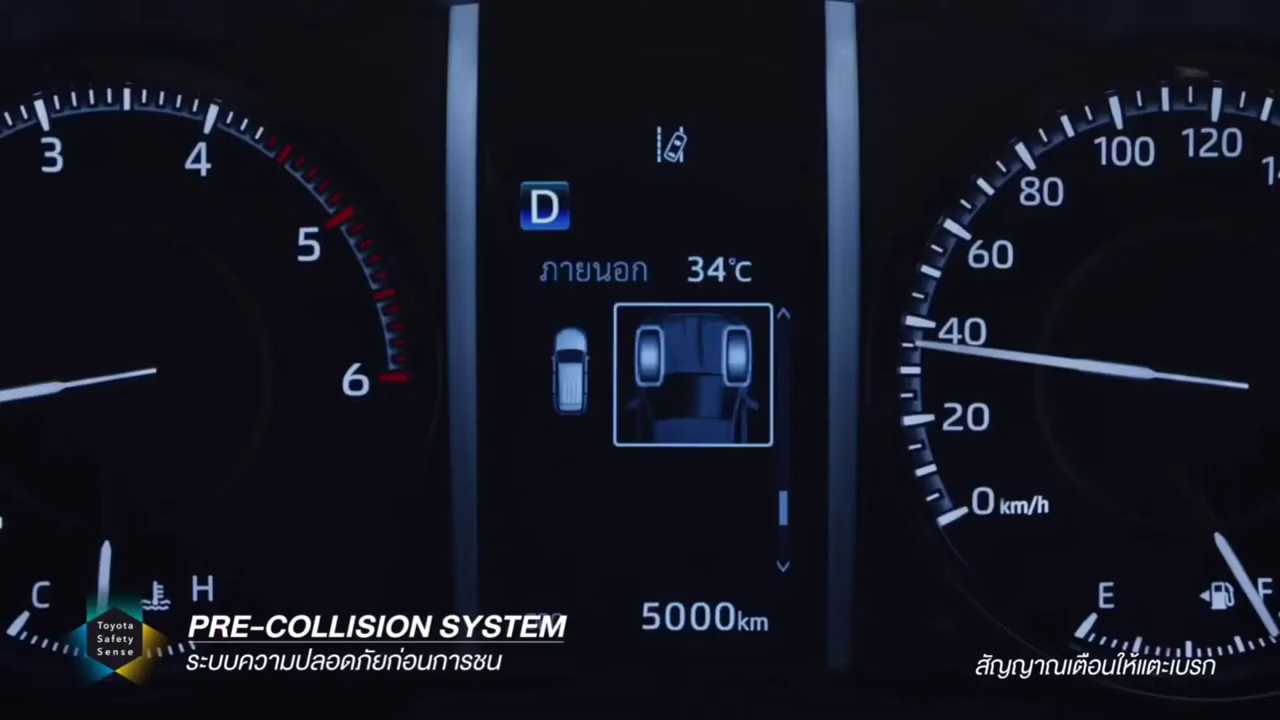 3
4
5
6
D
ภายนอก 34°C
5000km
C
H
0 km/h
20
40
60
80
100
120
E
F
Toyota
Safety
Sense
PRE-COLLISION SYSTEM
ระบบความปลอดภัยก่อนการชน
สัญญาณเตือนให้แตะเบรก